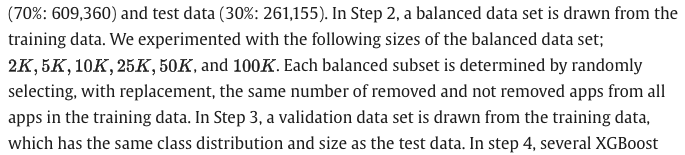 (70%: 609,360) and test data (30%: 261,155). In Step 2, a balanced data set is drawn from the
training data. We experimented with the following sizes of the balanced data set;
2K, 5K, 10K, 25K, 50K, and 100K. Each balanced subset is determined by randomly
selecting, with replacement, the same number of removed and not removed apps from all
apps in the training data. In Step 3, a validation data set is drawn from the training data,
which has the same class distribution and size as the test data. In step 4, several XGBoost